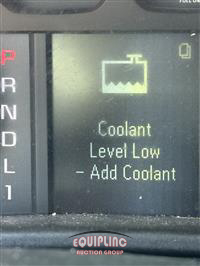 P
R
N
D
L
1
Coolant
Level Low
- Add Coolant
EQUIPLINC
AUCTION GROUP